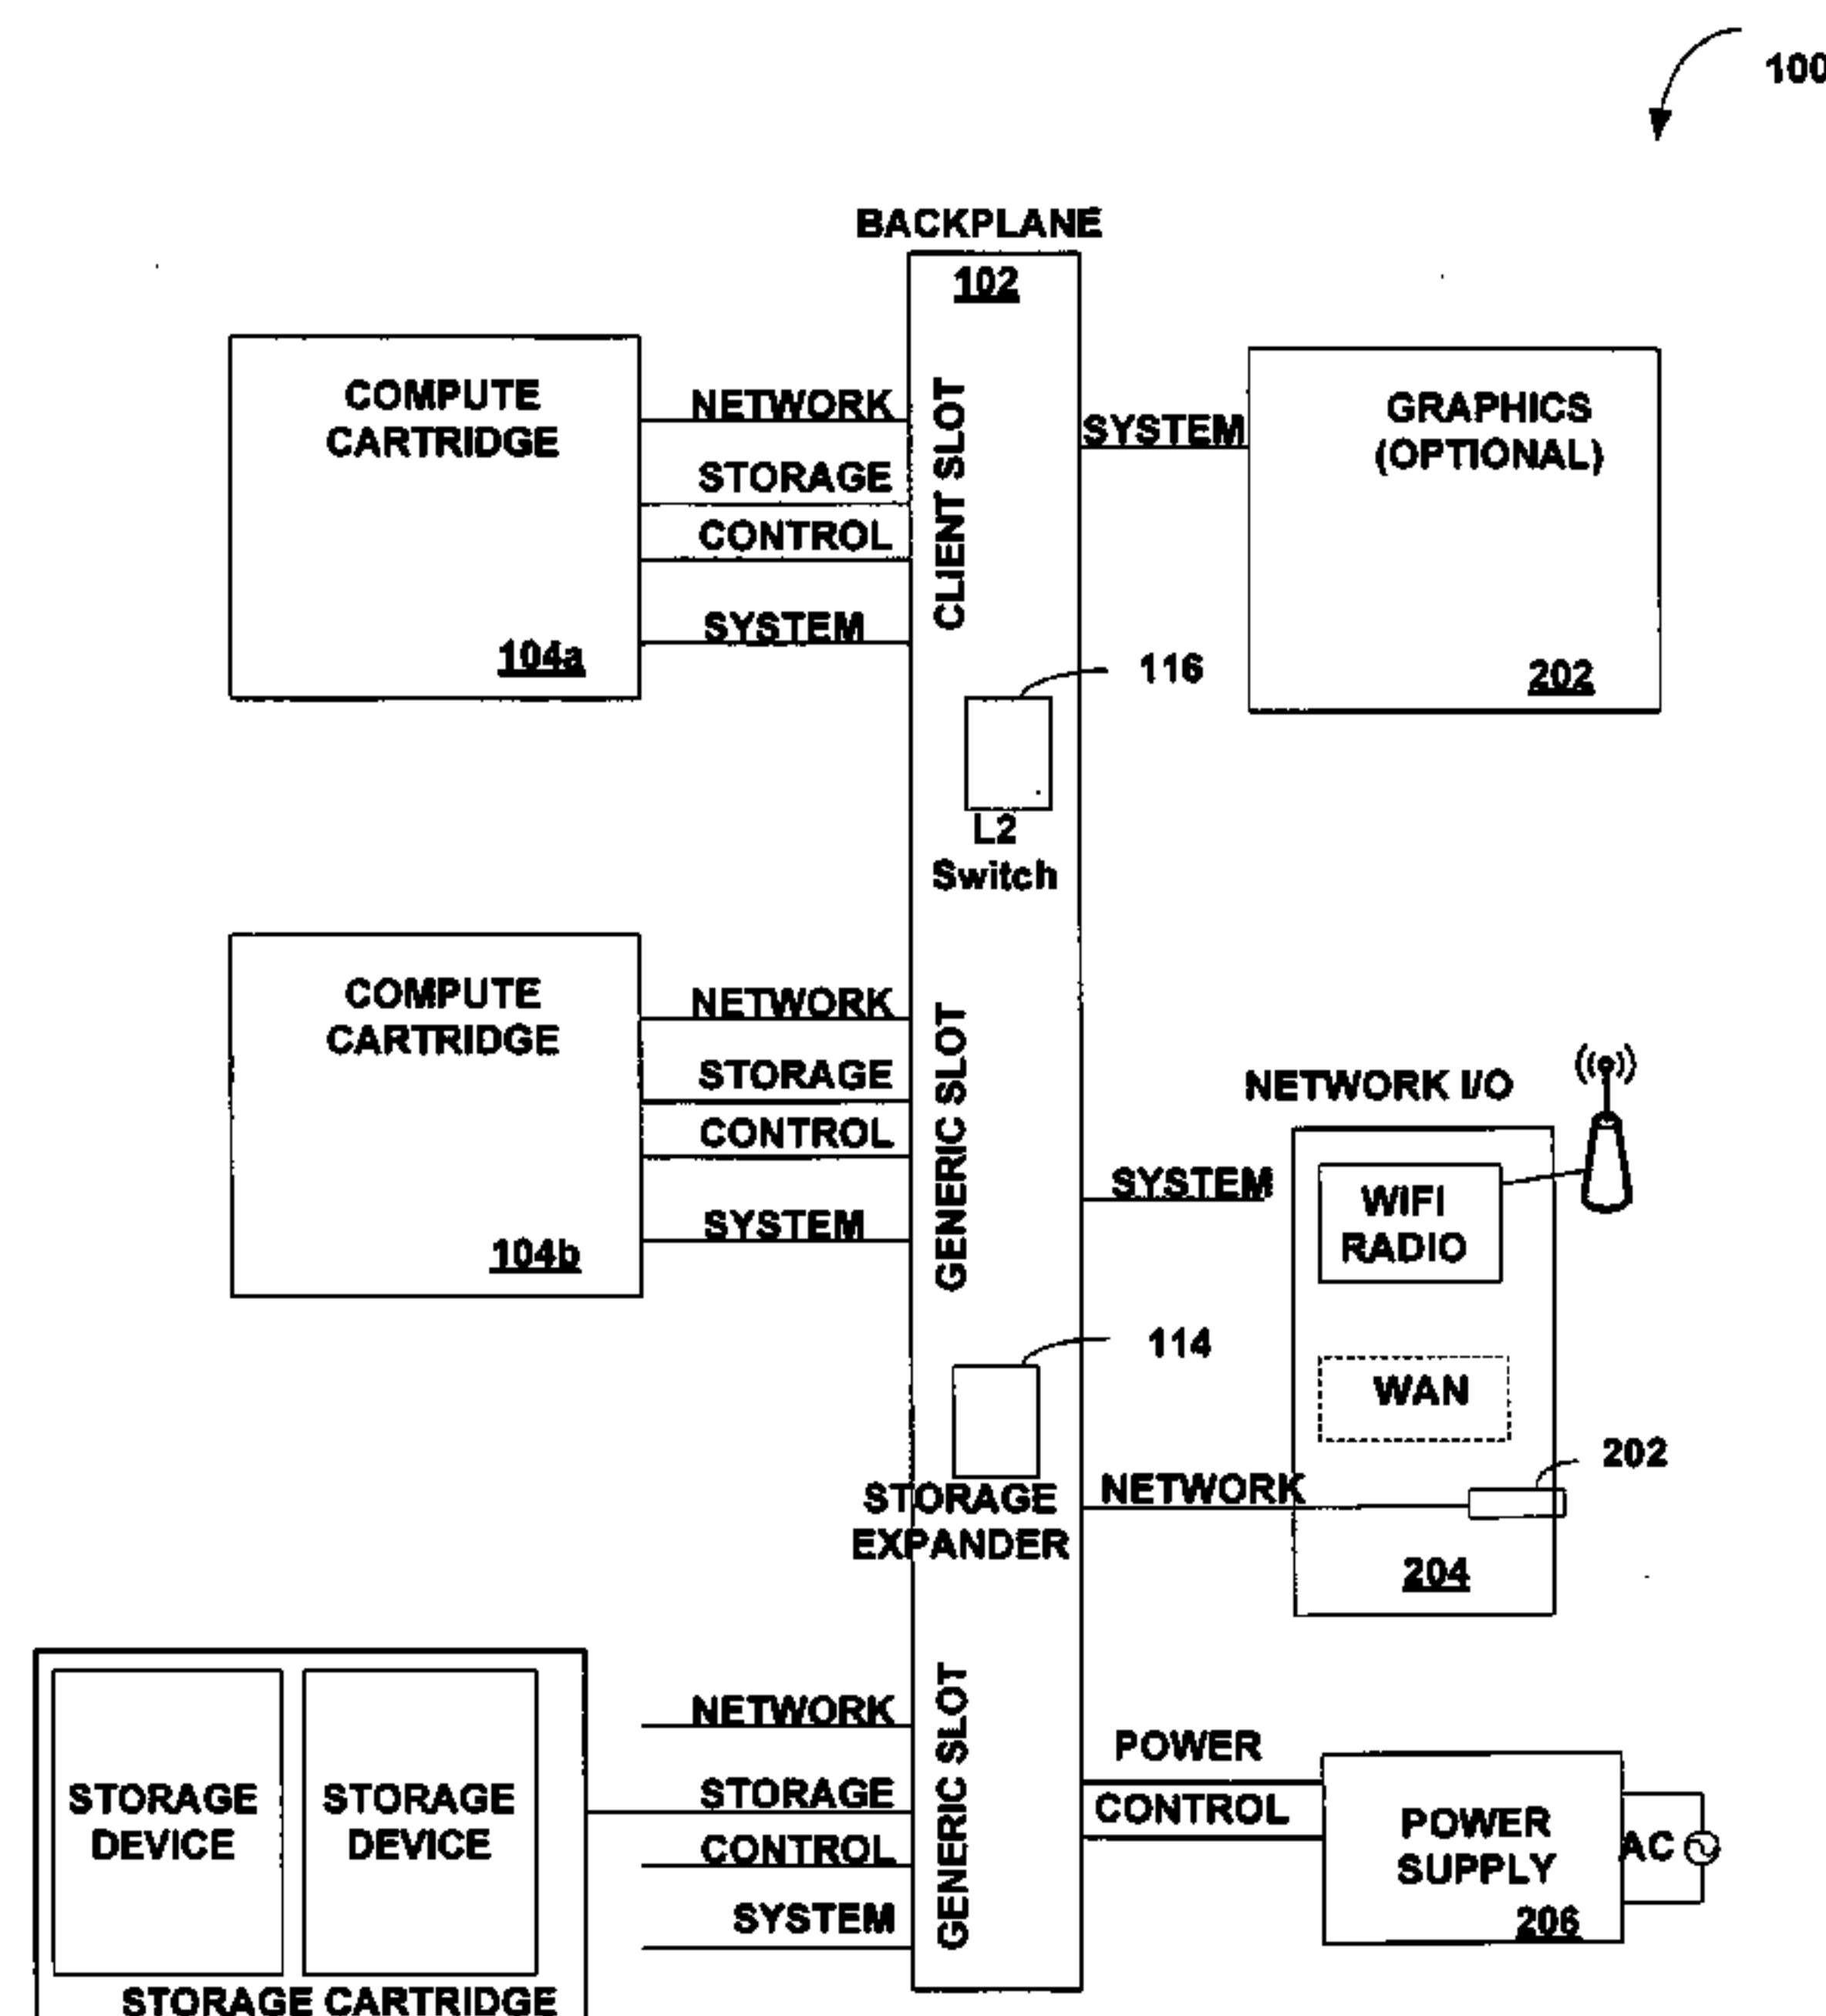 100
BACKPLANE
102
COMPUTE
CARTRIDGE
104a
NETWORK
STORAGE
CONTROL
SYSTEM
CLIENT SLOT
SYSTEM
GRAPHICS
(OPTIONAL)
202
116
L2
Switch
COMPUTE
CARTRIDGE
104b
NETWORK
STORAGE
CONTROL
SYSTEM
GENERIC SLOT
SYSTEM
NETWORK I/O
WIFI
RADIO
WAN
202
NETWORK
204
114
STORAGE
EXPANDER
STORAGE
DEVICE
STORAGE
DEVICE
STORAGE CARTRIDGE
NETWORK
STORAGE
CONTROL
SYSTEM
GENERIC SLOT
POWER
CONTROL
POWER
SUPPLY
206
AC